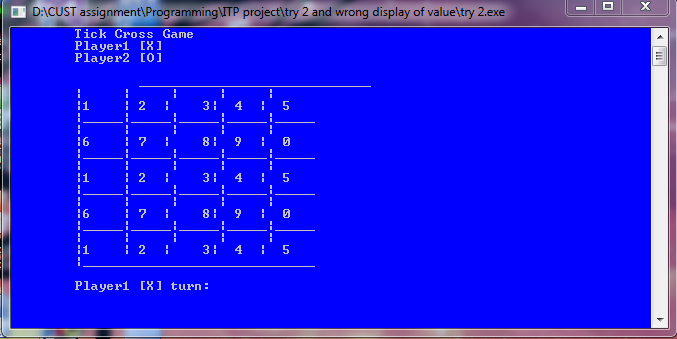 D:\CUST assignment\Programming\ITP project\try 2 and wrong display of value\try 2.exe
Tick Cross Game
Player1 [X]
Player2 [O]
1 2 3 4 5
6 7 8 9 0
1 2 3 4 5
6 7 8 9 0
1 2 3 4 5
Player1 [X] turn: